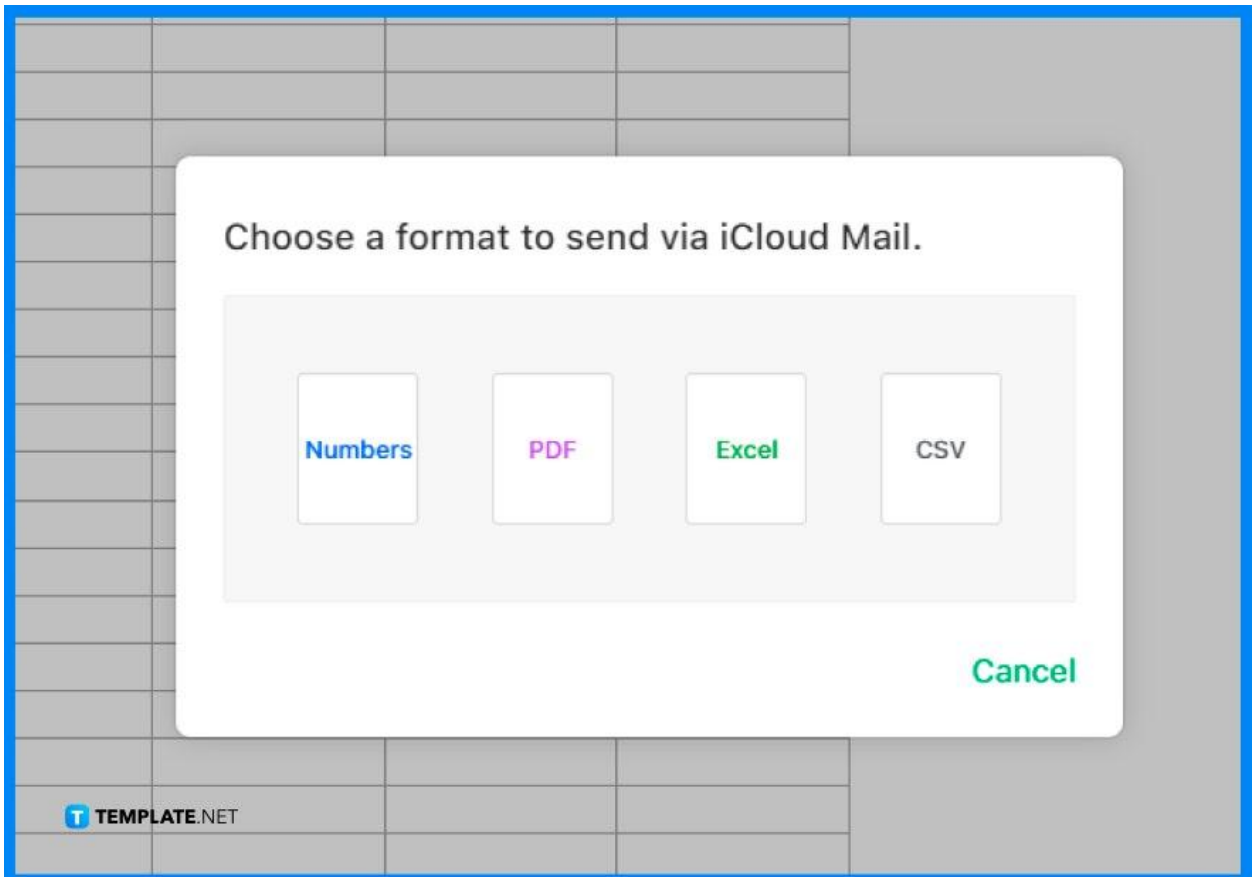 Choose a format to send via iCloud Mail.
Numbers PDF Excel CSV
Cancel
T TEMPLATE.NET